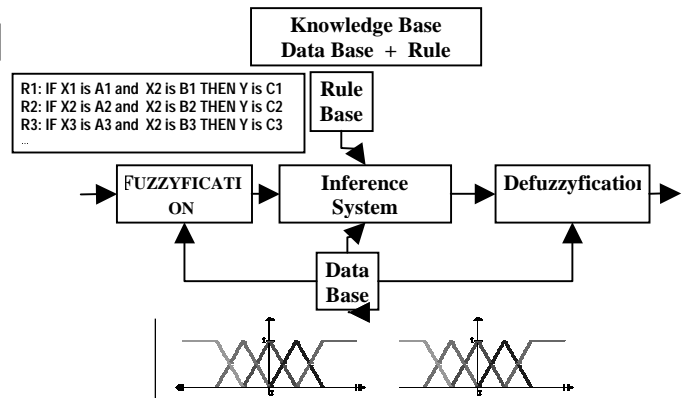 Knowledge Base
Data Base + Rule
R1: IF X1 is A1 and X2 is B1 THEN Y is C1
R2: IF X2 is A2 and X2 is B2 THEN Y is C2
R3: IF X3 is A3 and X2 is B3 THEN Y is C3
...
Rule
Base
FUZZYFICATI
ON
Inference
System
Defuzzyfication
Data
Base